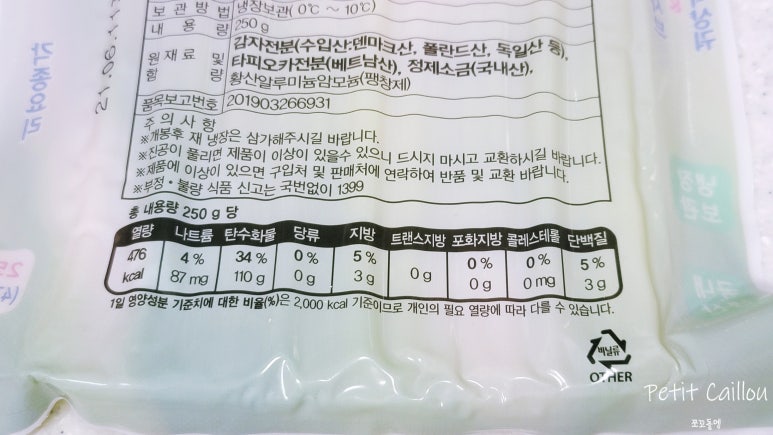 보관방법 냉장보관(0℃ ~ 10℃)
내용량 250g
원재료 및 함량 감자전분(수입산:덴마크산, 폴란드산, 독일산 등),
타피오카전분(베트남산), 정제소금(국내산),
황산알루미늄암모늄(팽창제)
품목보고번호 201903266931
주의사항
※개봉후 재 냉장은 삼가해주시길 바랍니다.
※진공이 풀리면 제품이 이상이 있을수 있으니 드시지 마시고 교환하시길 바랍니다.
※제품에 이상이 있으면 구입처 및 판매처에 연락하여 반품 및 교환 바랍니다.
※부정·불량 식품 신고는 국번없이 1399
총 내용량 250 g 당
열량 나트륨 탄수화물 당류 지방 트랜스지방 포화지방 콜레스테롤 단백질
476 kcal 4% 34% 0% 5% 0g 0% 0% 5%
87 mg 110 g 0 g 3 g 0 g 0 mg 3 g
1일 영양성분 기준치에 대한 비율(%)은 2,000 kcal 기준이므로 개인의 필요 열량에 따라 다를 수 있습니다.
비닐류
OTHER
Petit Caillou
쪼꼬돌멩
각종요리
냉장
보관